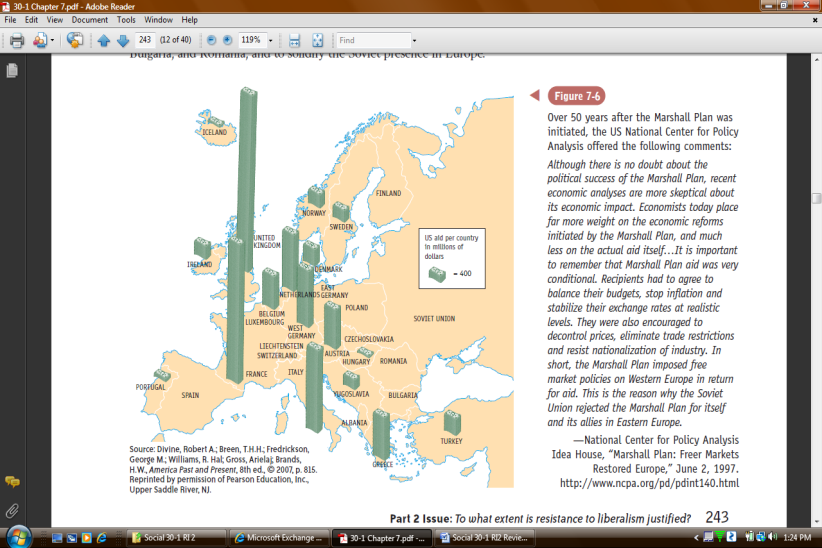 30-1 Chapter 7.pdf - Adobe Reader
File Edit View Document Tools Window Help
243 (12 of 40) 119% Find
Bulgaria, and Romania, and to solidify the Soviet presence in Europe.
ICELAND
FINLAND
NORWAY
SWEDEN
UNITED
KINGDOM
IRELAND
DENMARK
NETHERLANDS
EAST
GERMANY
POLAND
BELGIUM
LUXEMBOURG
WEST
GERMANY
SOVIET UNION
CZECHOSLOVAKIA
LIECHTENSTEIN
SWITZERLAND
AUSTRIA
HUNGARY
ROMANIA
FRANCE
ITALY
PORTUGAL
SPAIN
YUGOSLAVIA
BULGARIA
ALBANIA
TURKEY
GREECE
US aid per country
in millions of
dollars
= 400
Source: Divine, Robert A.; Breen, T.H.H.; Fredrickson,
George M.; Williams, R. Hal; Gross, Arielaj; Brands,
H.W., America Past and Present, 8th ed., © 2007, p. 815.
Reprinted by permission of Pearson Education, Inc.,
Upper Saddle River, NJ.
Figure 7-6
Over 50 years after the Marshall Plan was
initiated, the US National Center for Policy
Analysis offered the following comments:
Although there is no doubt about the
political success of the Marshall Plan, recent
economic analyses are more skeptical about
its economic impact. Economists today place
far more weight on the economic reforms
initiated by the Marshall Plan, and much
less on the actual aid itself…It is important
to remember that Marshall Plan aid was very
conditional. Recipients had to agree to
balance their budgets, stop inflation and
stabilize their exchange rates at realistic
levels. They were also encouraged to
decontrol prices, eliminate trade restrictions
and resist nationalization of industry. In
short, the Marshall Plan imposed free
market policies on Western Europe in return
for aid. This is the reason why the Soviet
Union rejected the Marshall Plan for itself
and its allies in Eastern Europe.
—National Center for Policy Analysis
Idea House, “Marshall Plan: Freer Markets
Restored Europe,” June 2, 1997.
http://www.ncpa.org/pd/pdint140.html
Part 2 Issue: To what extent is resistance to liberalism justified? 243
Social 30-1 RI 2
Microsoft Exchange ...
30-1 Chapter 7.pdf -...
Social 30-1 RI2 Revie...
1:24 PM